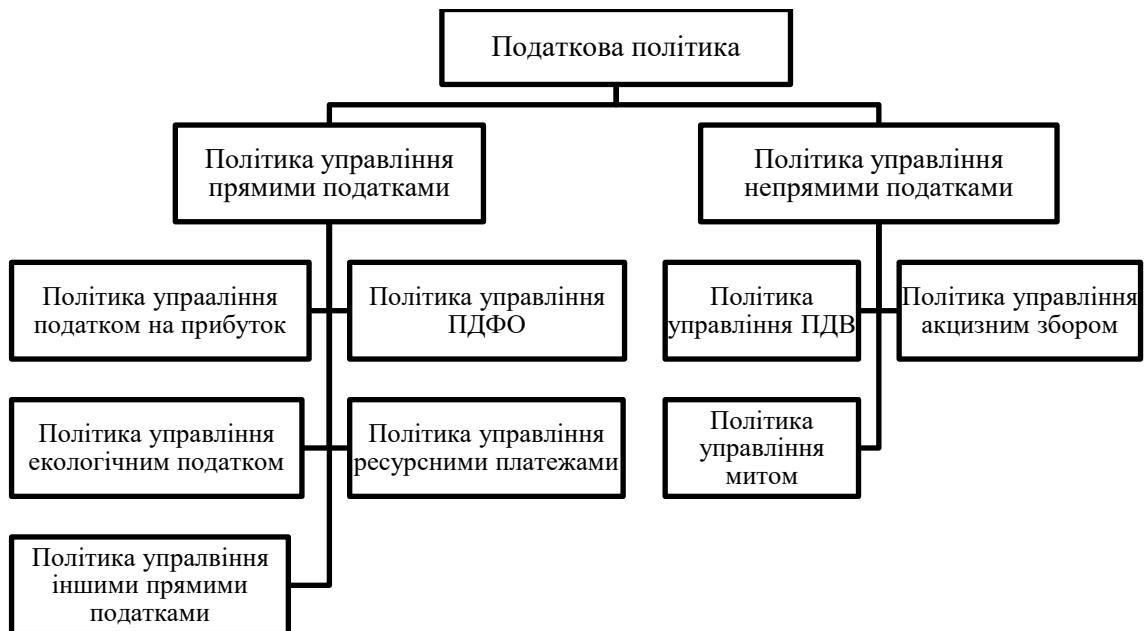 Податкова політика
Політика управління
прямими податками
Політика управління
непрямими податками
Політика упрааління
податком на прибуток
Політика управління
ПДФО
Політика
управління ПДВ
Політика управління
акцизним збором
Політика управління
екологічним податком
Політика управління
ресурсними платежами
Політика
управління
митом
Політика упралвіння
іншими прямими
податками